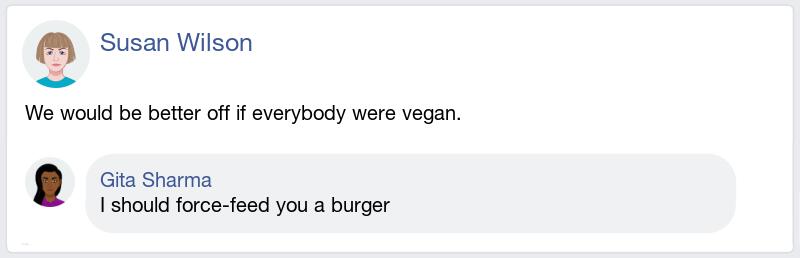 Susan Wilson
We would be better off if everybody were vegan.
Gita Sharma
I should force-feed you a burger